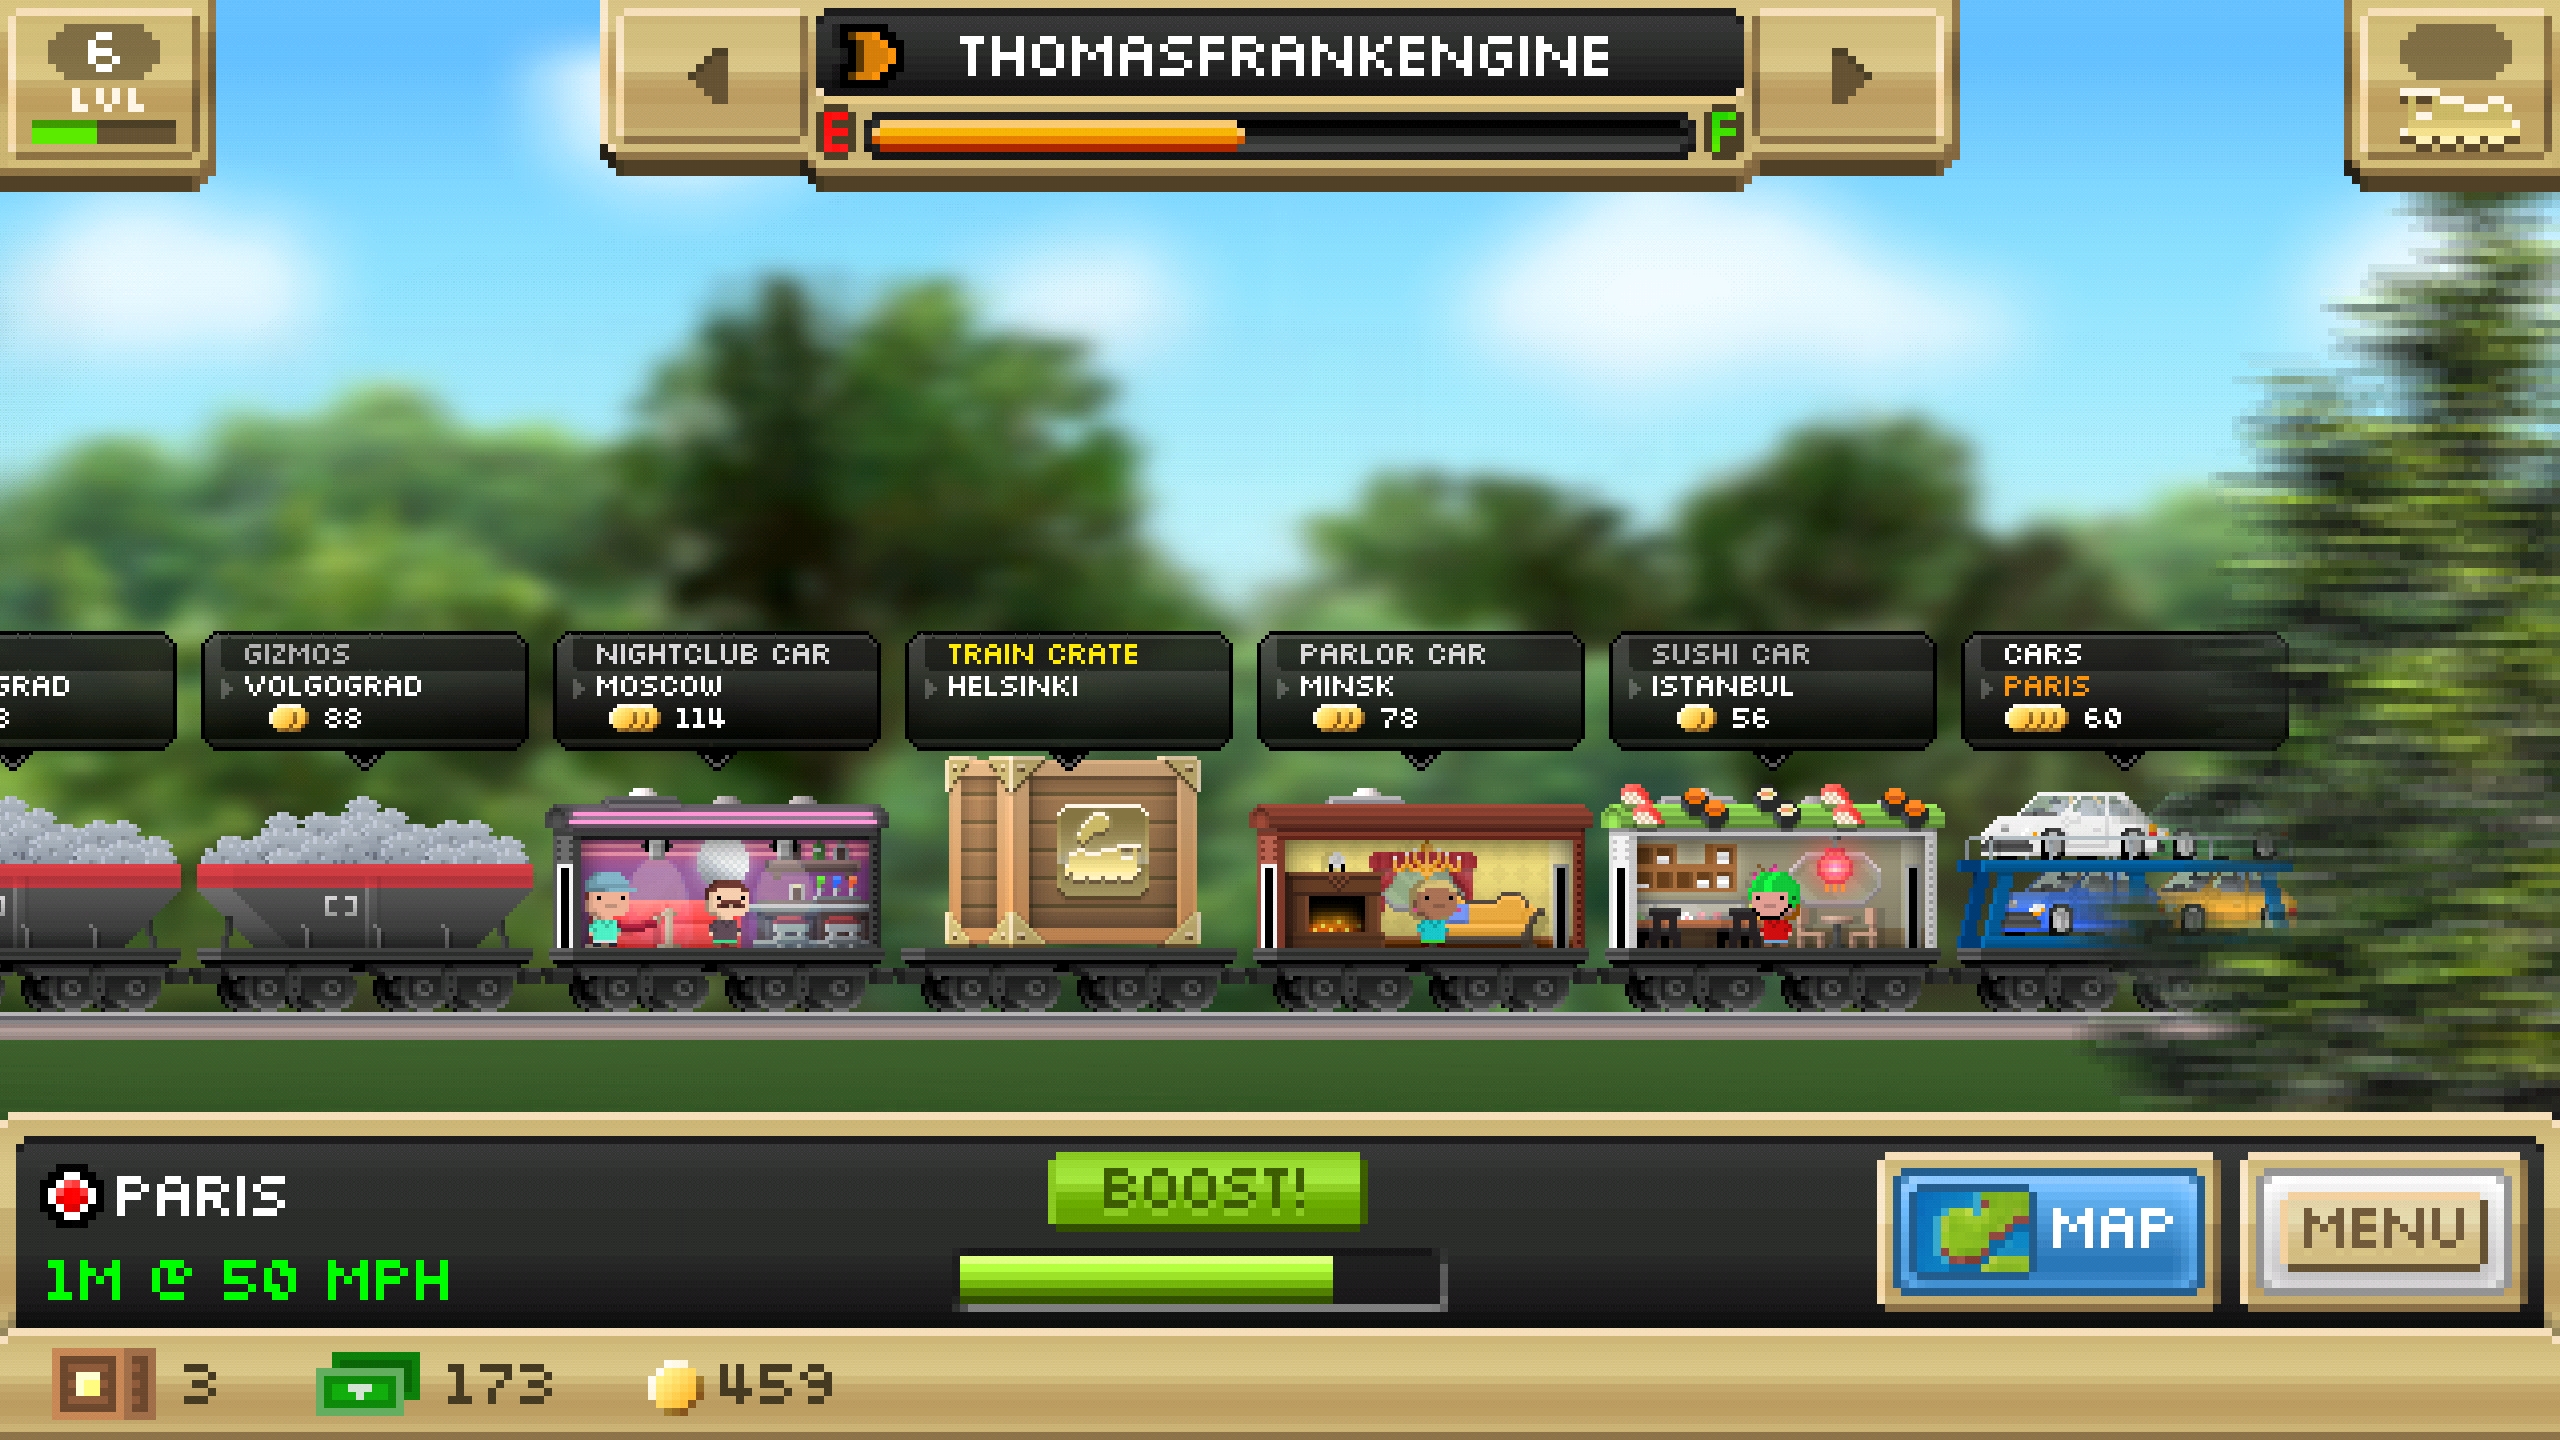 6
LVL
THOMASFRANKENGINE
E
F
GRAD
GIZMOS
VOLGOGRAD
88
NIGHTCLUB CAR
MOSCOW
114
TRAIN CRATE
HELSINKI
PARLOR CAR
MINSK
78
SUSHI CAR
ISTANBUL
56
CARS
PARIS
60
PARIS
1M @ 50 MPH
BOOST!
MAP
MENU
3
173
459